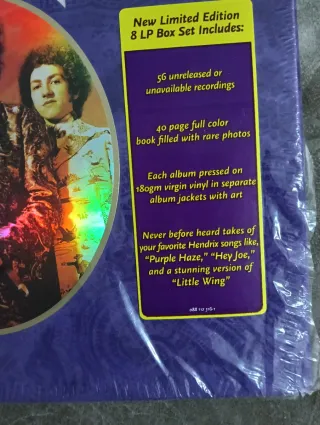 New Limited Edition
8 LP Box Set Includes:
56 unreleased or
unavailable recordings
40 page full color
book filled with rare photos
Each album pressed on
180gm virgin vinyl in separate
album jackets with art
Never before heard takes of
your favorite Hendrix songs like,
"Purple Haze," "Hey Joe,"
and a stunning version of
"Little Wing"